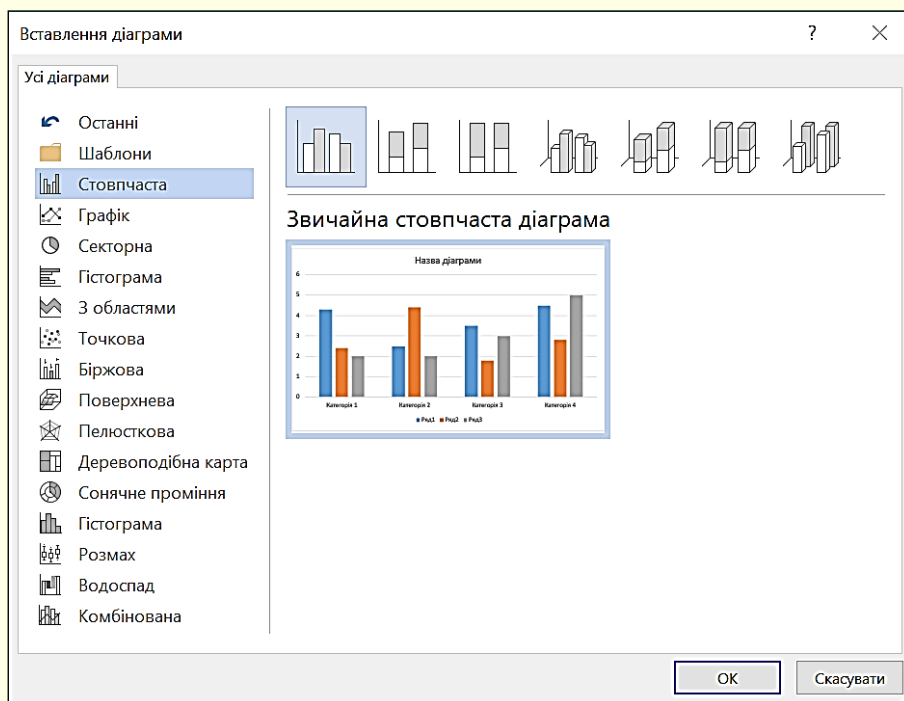 Вставлення діаграми
?
Усі діаграми
Останні
Шаблони
Стовпчаста
Графік
Секторна
Гістограма
З областями
Точкова
Біржова
Поверхнева
Пелюсткова
Деревоподібна карта
Сонячне проміння
Гістограма
Розмах
Водоспад
Комбінована
Звичайна стовпчаста діаграма
Назва діаграми
6
5
4
3
2
1
0
Категорія 1 Категорія 2 Категорія 3 Категорія 4
Ряд1 Ряд2 Ряд3
ОК Скасувати